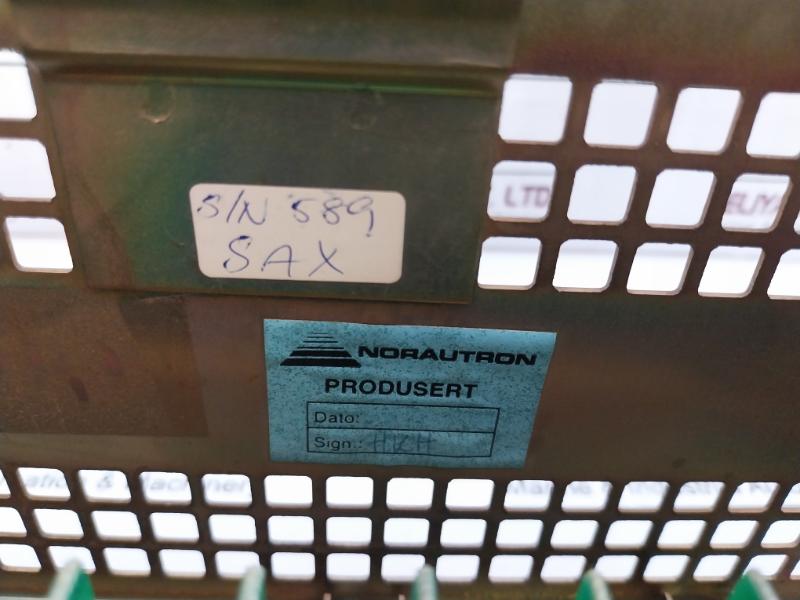 S/N 589
SAX
LTD
NORAUTRON
PRODUSERT
Dato:
Sign.: HKH